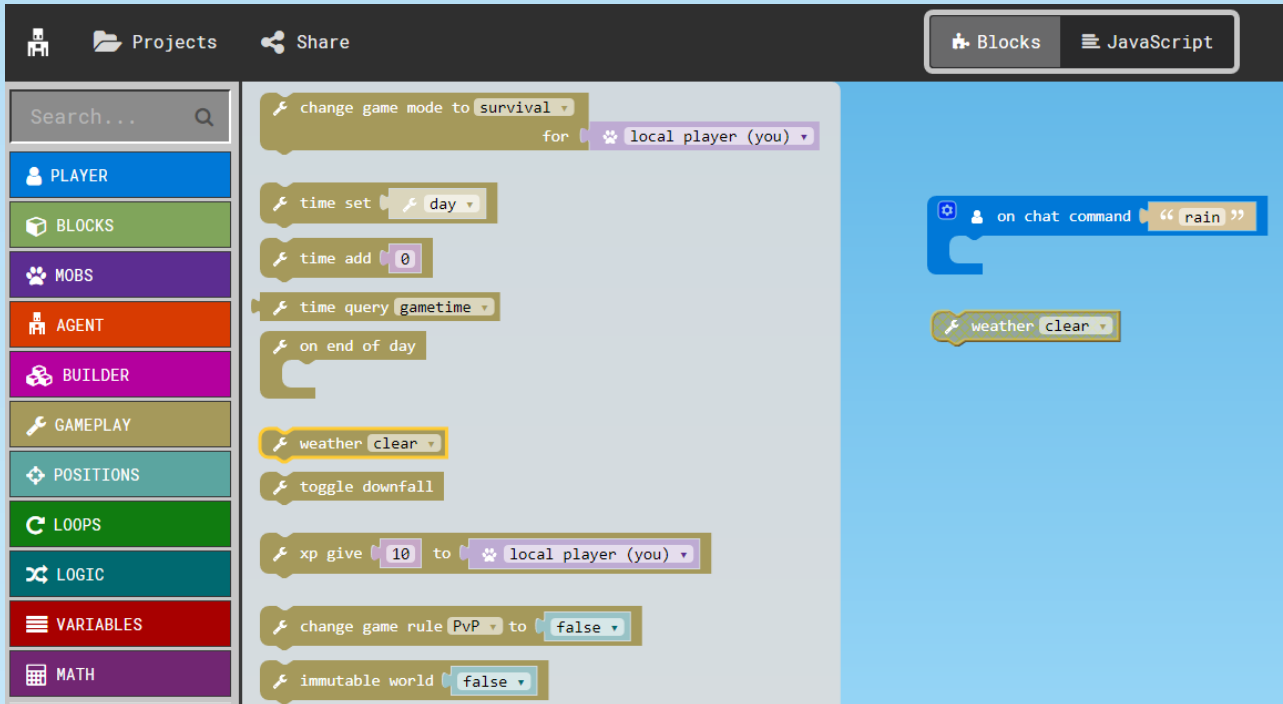 Projects
Share
Blocks
JavaScript
Search...
PLAYER
BLOCKS
MOBS
AGENT
BUILDER
GAMEPLAY
POSITIONS
LOOPS
LOGIC
VARIABLES
MATH
change game mode to survival
for local player (you)
time set day
time add 0
time query gametime
on end of day
weather clear
toggle downfall
xp give 10 to local player (you)
change game rule PvP to false
immutable world false
on chat command “ rain ”
weather clear